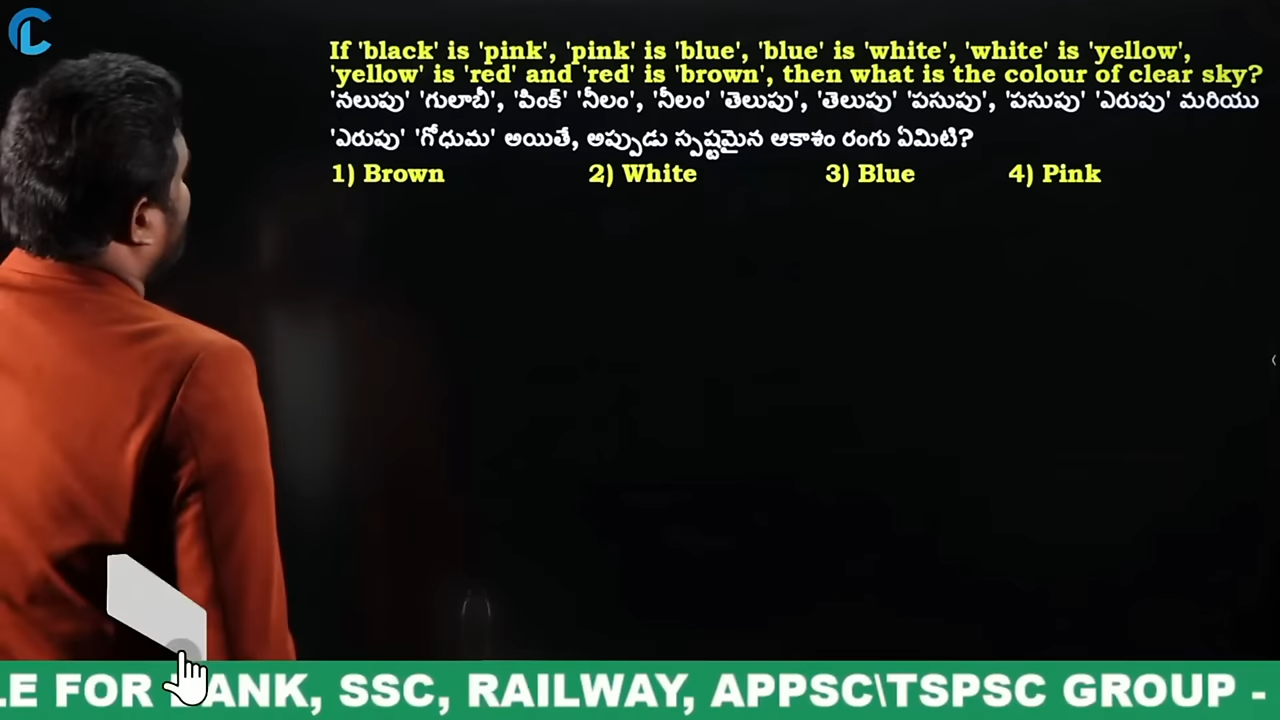 If 'black' is 'pink', 'pink' is 'blue', 'blue' is 'white', 'white' is 'yellow',
'yellow' is 'red' and 'red' is 'brown', then what is the colour of clear sky?
'నలుపు' 'గులాబీ', 'పింక్' 'నీలం', 'నీలం' 'తెలుపు', 'తెలుపు' 'పసుపు', 'పసుపు' 'ఎరుపు' మరియు
'ఎరుపు' 'గోధుమ' అయితే, అప్పుడు స్పష్టమైన ఆకాశం రంగు ఏమిటి?
1) Brown 2) White 3) Blue 4) Pink
LE FOR BANK, SSC, RAILWAY, APPSC\TSPSC GROUP -